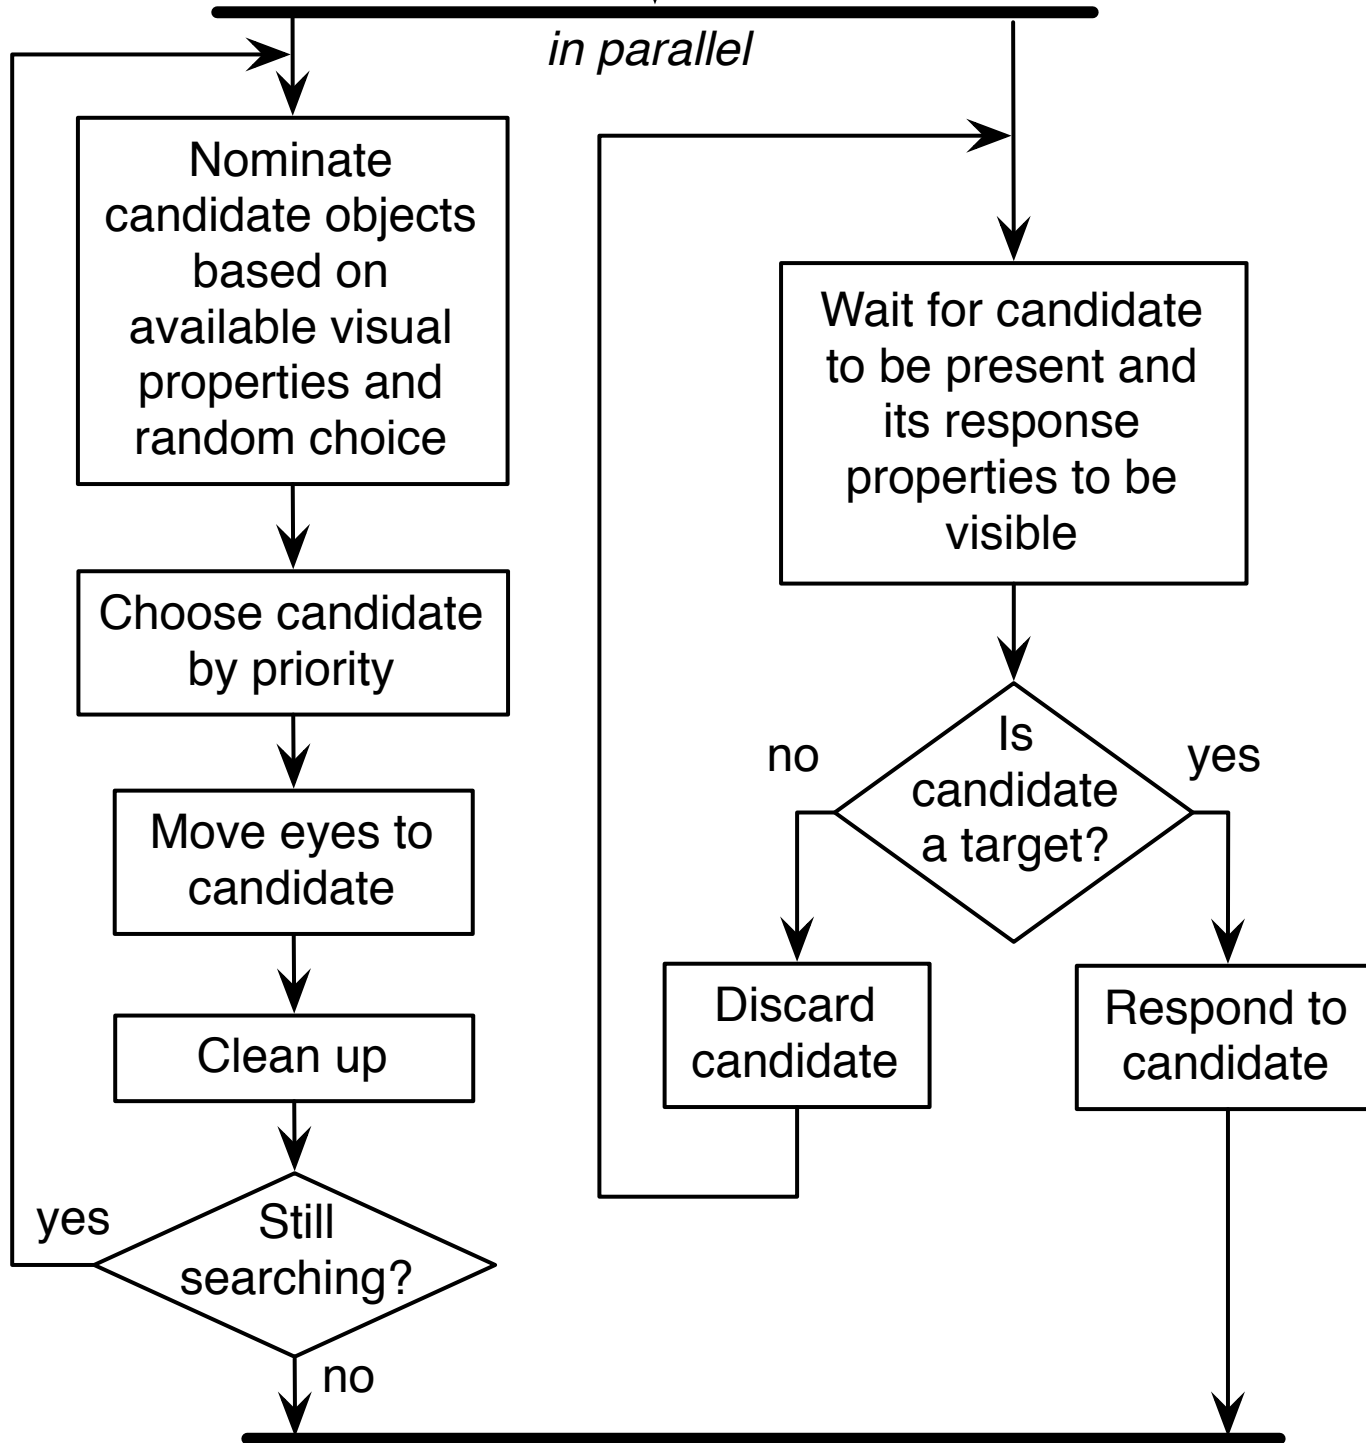 in parallel
Nominate
candidate objects
based on
available visual
properties and
random choice
Choose candidate
by priority
Move eyes to
candidate
Clean up
Still
searching?
yes
no
Wait for candidate
to be present and
its response
properties to be
visible
Is
candidate
a target?
no
yes
Discard
candidate
Respond to
candidate